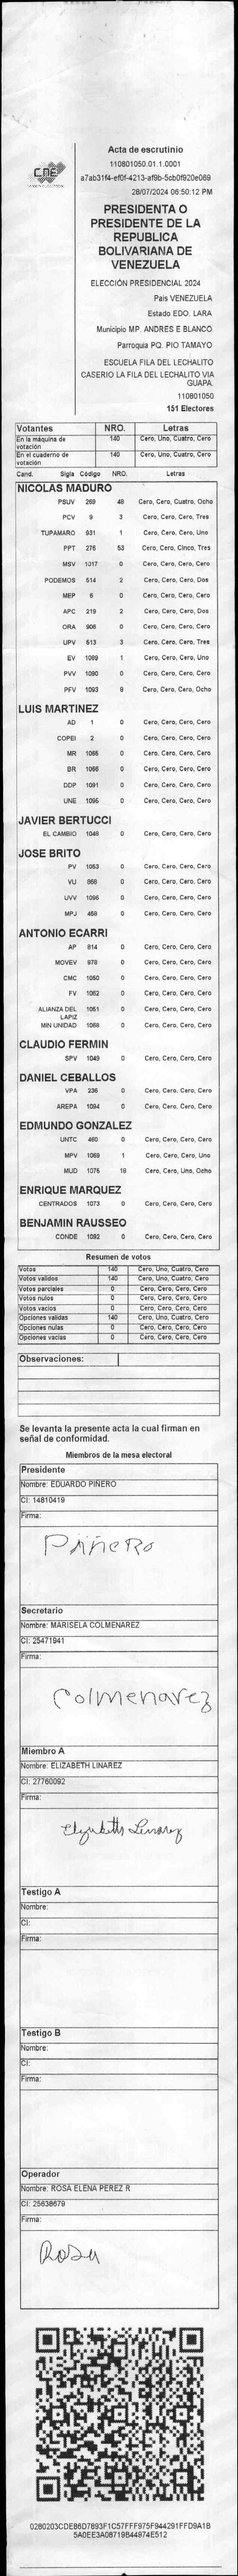 Acta de escrutinio
110801050.01.1.0001
a7ab31f4-ef0f-4213-af9b-5cb0f920e069
28/07/2024 06:50:12 PM
CNE
PRESIDENTA O
PRESIDENTE DE LA
REPUBLICA
BOLIVARIANA DE
VENEZUELA
ELECCIÓN PRESIDENCIAL 2024
Pais VENEZUELA
Estado EDO. LARA
Municipio MP. ANDRES E BLANCO
Parroquia PQ. PIO TAMAYO
ESCUELA FILA DEL LECHALITO
CASERIO LA FILA DEL LECHALITO VIA
GUAPA.
110801050
151 Electores
Votantes NRO. Letras
En la máquina de votación 140 Cero, Uno, Cuatro, Cero
En el cuaderno de votación 140 Cero, Uno, Cuatro, Cero
Cand. Sigla Código NRO. Letras
NICOLAS MADURO
PSUV 269 48 Cero, Cero, Cuatro, Ocho
PCV 9 3 Cero, Cero, Cero, Tres
TUPAMARO 931 1 Cero, Cero, Cero, Uno
PPT 276 53 Cero, Cero, Cinco, Tres
MSV 1017 0 Cero, Cero, Cero, Cero
PODEMOS 514 2 Cero, Cero, Cero, Dos
MEP 6 0 Cero, Cero, Cero, Cero
APC 219 2 Cero, Cero, Cero, Dos
ORA 906 0 Cero, Cero, Cero, Cero
UPV 513 3 Cero, Cero, Cero, Tres
EV 1089 1 Cero, Cero, Cero, Uno
PVV 1090 0 Cero, Cero, Cero, Cero
PFV 1093 8 Cero, Cero, Cero, Ocho
LUIS MARTINEZ
AD 1 0 Cero, Cero, Cero, Cero
COPEI 2 0 Cero, Cero, Cero, Cero
MR 1065 0 Cero, Cero, Cero, Cero
BR 1066 0 Cero, Cero, Cero, Cero
DDP 1091 0 Cero, Cero, Cero, Cero
UNE 1095 0 Cero, Cero, Cero, Cero
JAVIER BERTUCCI
EL CAMBIO 1048 0 Cero, Cero, Cero, Cero
JOSE BRITO
PV 1053 0 Cero, Cero, Cero, Cero
VU 868 0 Cero, Cero, Cero, Cero
UVV 1096 0 Cero, Cero, Cero, Cero
MPJ 458 0 Cero, Cero, Cero, Cero
ANTONIO ECARRI
AP 614 0 Cero, Cero, Cero, Cero
MOVEV 978 0 Cero, Cero, Cero, Cero
CMC 1050 0 Cero, Cero, Cero, Cero
FV 1062 0 Cero, Cero, Cero, Cero
ALIANZA DEL LAPIZ 1051 0 Cero, Cero, Cero, Cero
MIN UNIDAD 1068 0 Cero, Cero, Cero, Cero
CLAUDIO FERMIN
SPV 1049 0 Cero, Cero, Cero, Cero
DANIEL CEBALLOS
VPA 236 0 Cero, Cero, Cero, Cero
AREPA 1094 0 Cero, Cero, Cero, Cero
EDMUNDO GONZALEZ
UNTC 460 0 Cero, Cero, Cero, Cero
MPV 1069 1 Cero, Cero, Cero, Uno
MUD 1075 18 Cero, Cero, Uno, Ocho
ENRIQUE MARQUEZ
CENTRADOS 1073 0 Cero, Cero, Cero, Cero
BENJAMIN RAUSSEO
CONDE 1092 0 Cero, Cero, Cero, Cero
Resumen de votos
Votos 140 Cero, Uno, Cuatro, Cero
Votos validos 140 Cero, Uno, Cuatro, Cero
Votos parciales 0 Cero, Cero, Cero, Cero
Votos nulos 0 Cero, Cero, Cero, Cero
Votos vacios 0 Cero, Cero, Cero, Cero
Opciones validas 140 Cero, Uno, Cuatro, Cero
Opciones nulas 0 Cero, Cero, Cero, Cero
Opciones vacias 0 Cero, Cero, Cero, Cero
Observaciones:
Se levanta la presente acta la cual firman en
señal de conformidad.
Miembros de la mesa electoral
Presidente
Nombre: EDUARDO PIÑERO
CI: 14810419
Firma:
Piñero
Secretario
Nombre: MARISELA COLMENAREZ
CI: 25471941
Firma:
Colmenarez
Miembro A
Nombre: ELIZABETH LINAREZ
CI: 27760092
Firma:
Elizabeth Linarez
Testigo A
Nombre:
CI:
Firma:
Testigo B
Nombre:
CI:
Firma:
Operador
Nombre: ROSA ELENA PEREZ R
CI: 25638679
Firma:
Rosa
0280203CDE86D7893F1C57FFF975F944291FFD9A1B
5A0EE3A08719B44974E512